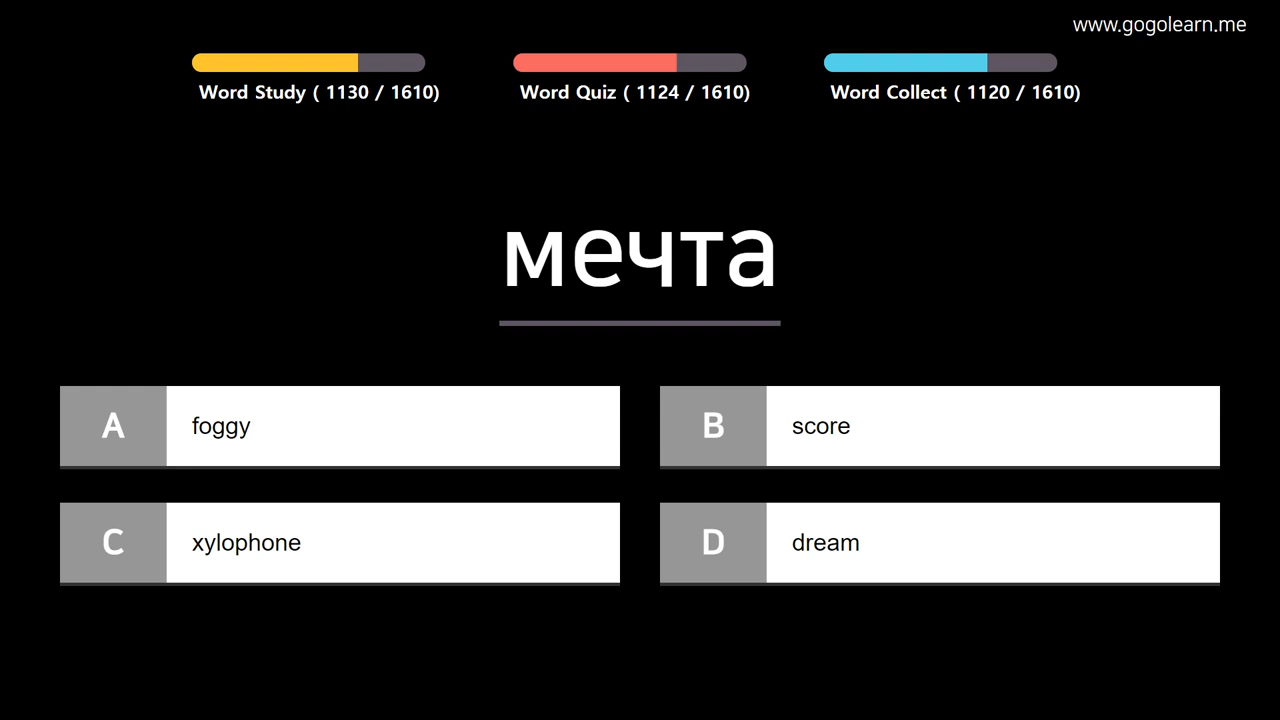 www.gogolearn.me
Word Study ( 1130 / 1610)
Word Quiz ( 1124 / 1610)
Word Collect ( 1120 / 1610)
мечта
A foggy
B score
C xylophone
D dream